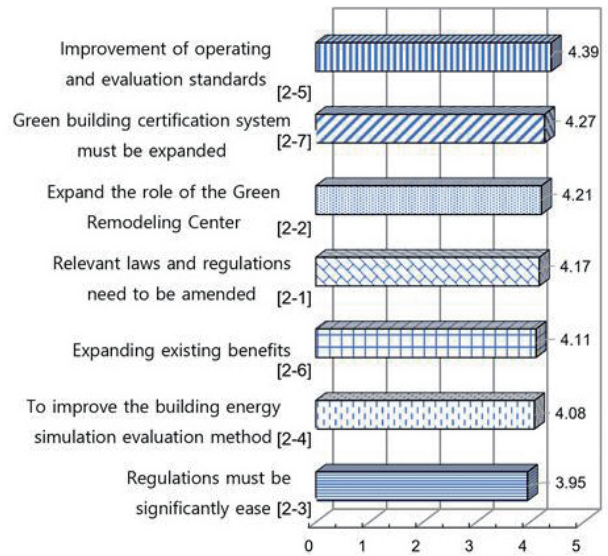 Improvement of operating
and evaluation standards
[2-5]
4.39
Green building certification system
must be expanded
[2-7]
4.27
Expand the role of the Green
Remodeling Center
[2-2]
4.21
Relevant laws and regulations
need to be amended
[2-1]
4.17
Expanding existing benefits
[2-6]
4.11
To improve the building energy
simulation evaluation method [2-4]
4.08
Regulations must be
significantly ease [2-3]
3.95
0 1 2 3 4 5